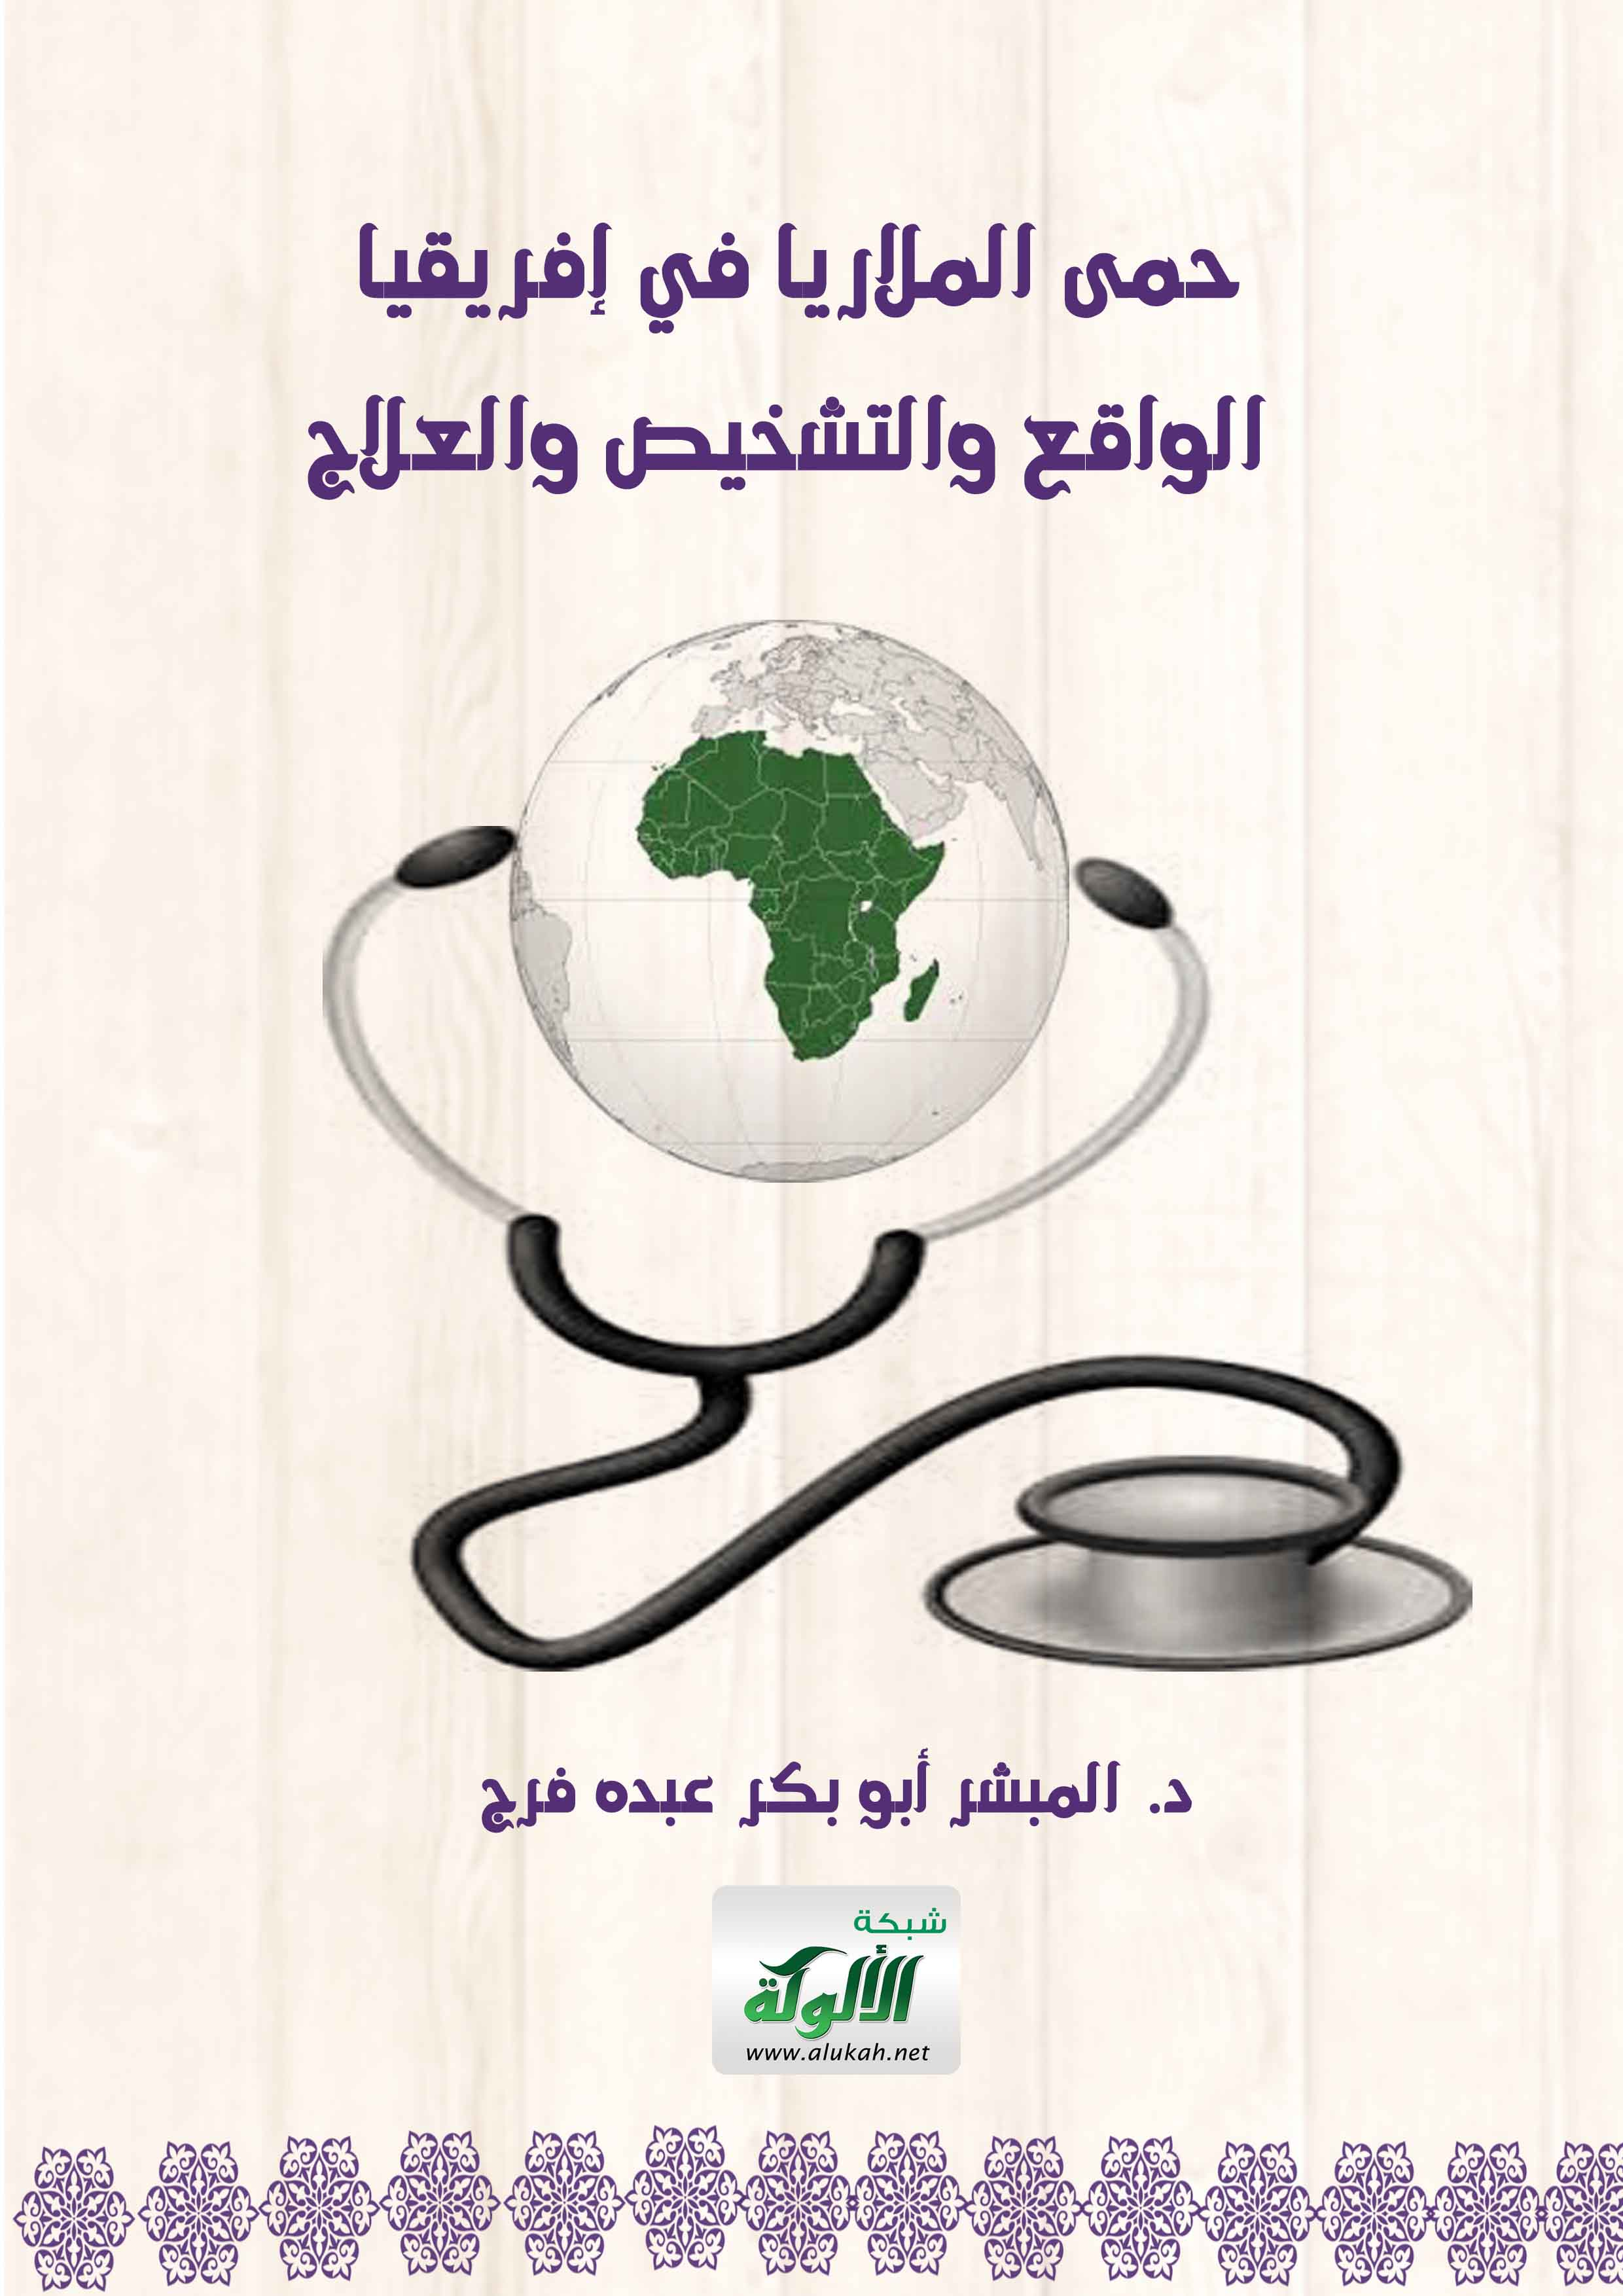 حمى الملاريا في إفريقيا
الواقع والتشخيص والعلاج
د. المبشر أبو بكر عبده فرج
شبكة
الألوكة
www.alukah.net